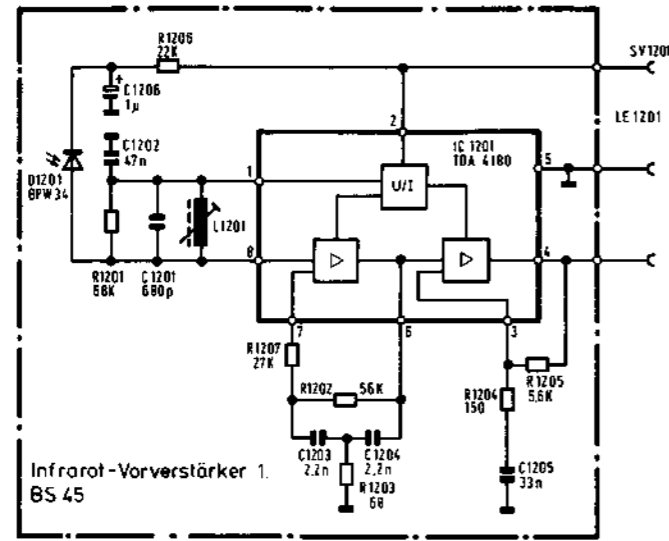 R1206
22K
SV1201
C1206
1µ
LE1201
C1202
47n
2
IC 1201
TDA 4180
5
D1201
BPW34
1
U/I
L1201
8
4
R1201
68K
C1201
680p
7
6
3
R1207
27K
R1202
56K
R1204
150
R1205
5,6K
C1203
2,2n
C1204
2,2n
R1203
68
C1205
33n
Infrarot-Vorverstärker 1.
BS 45